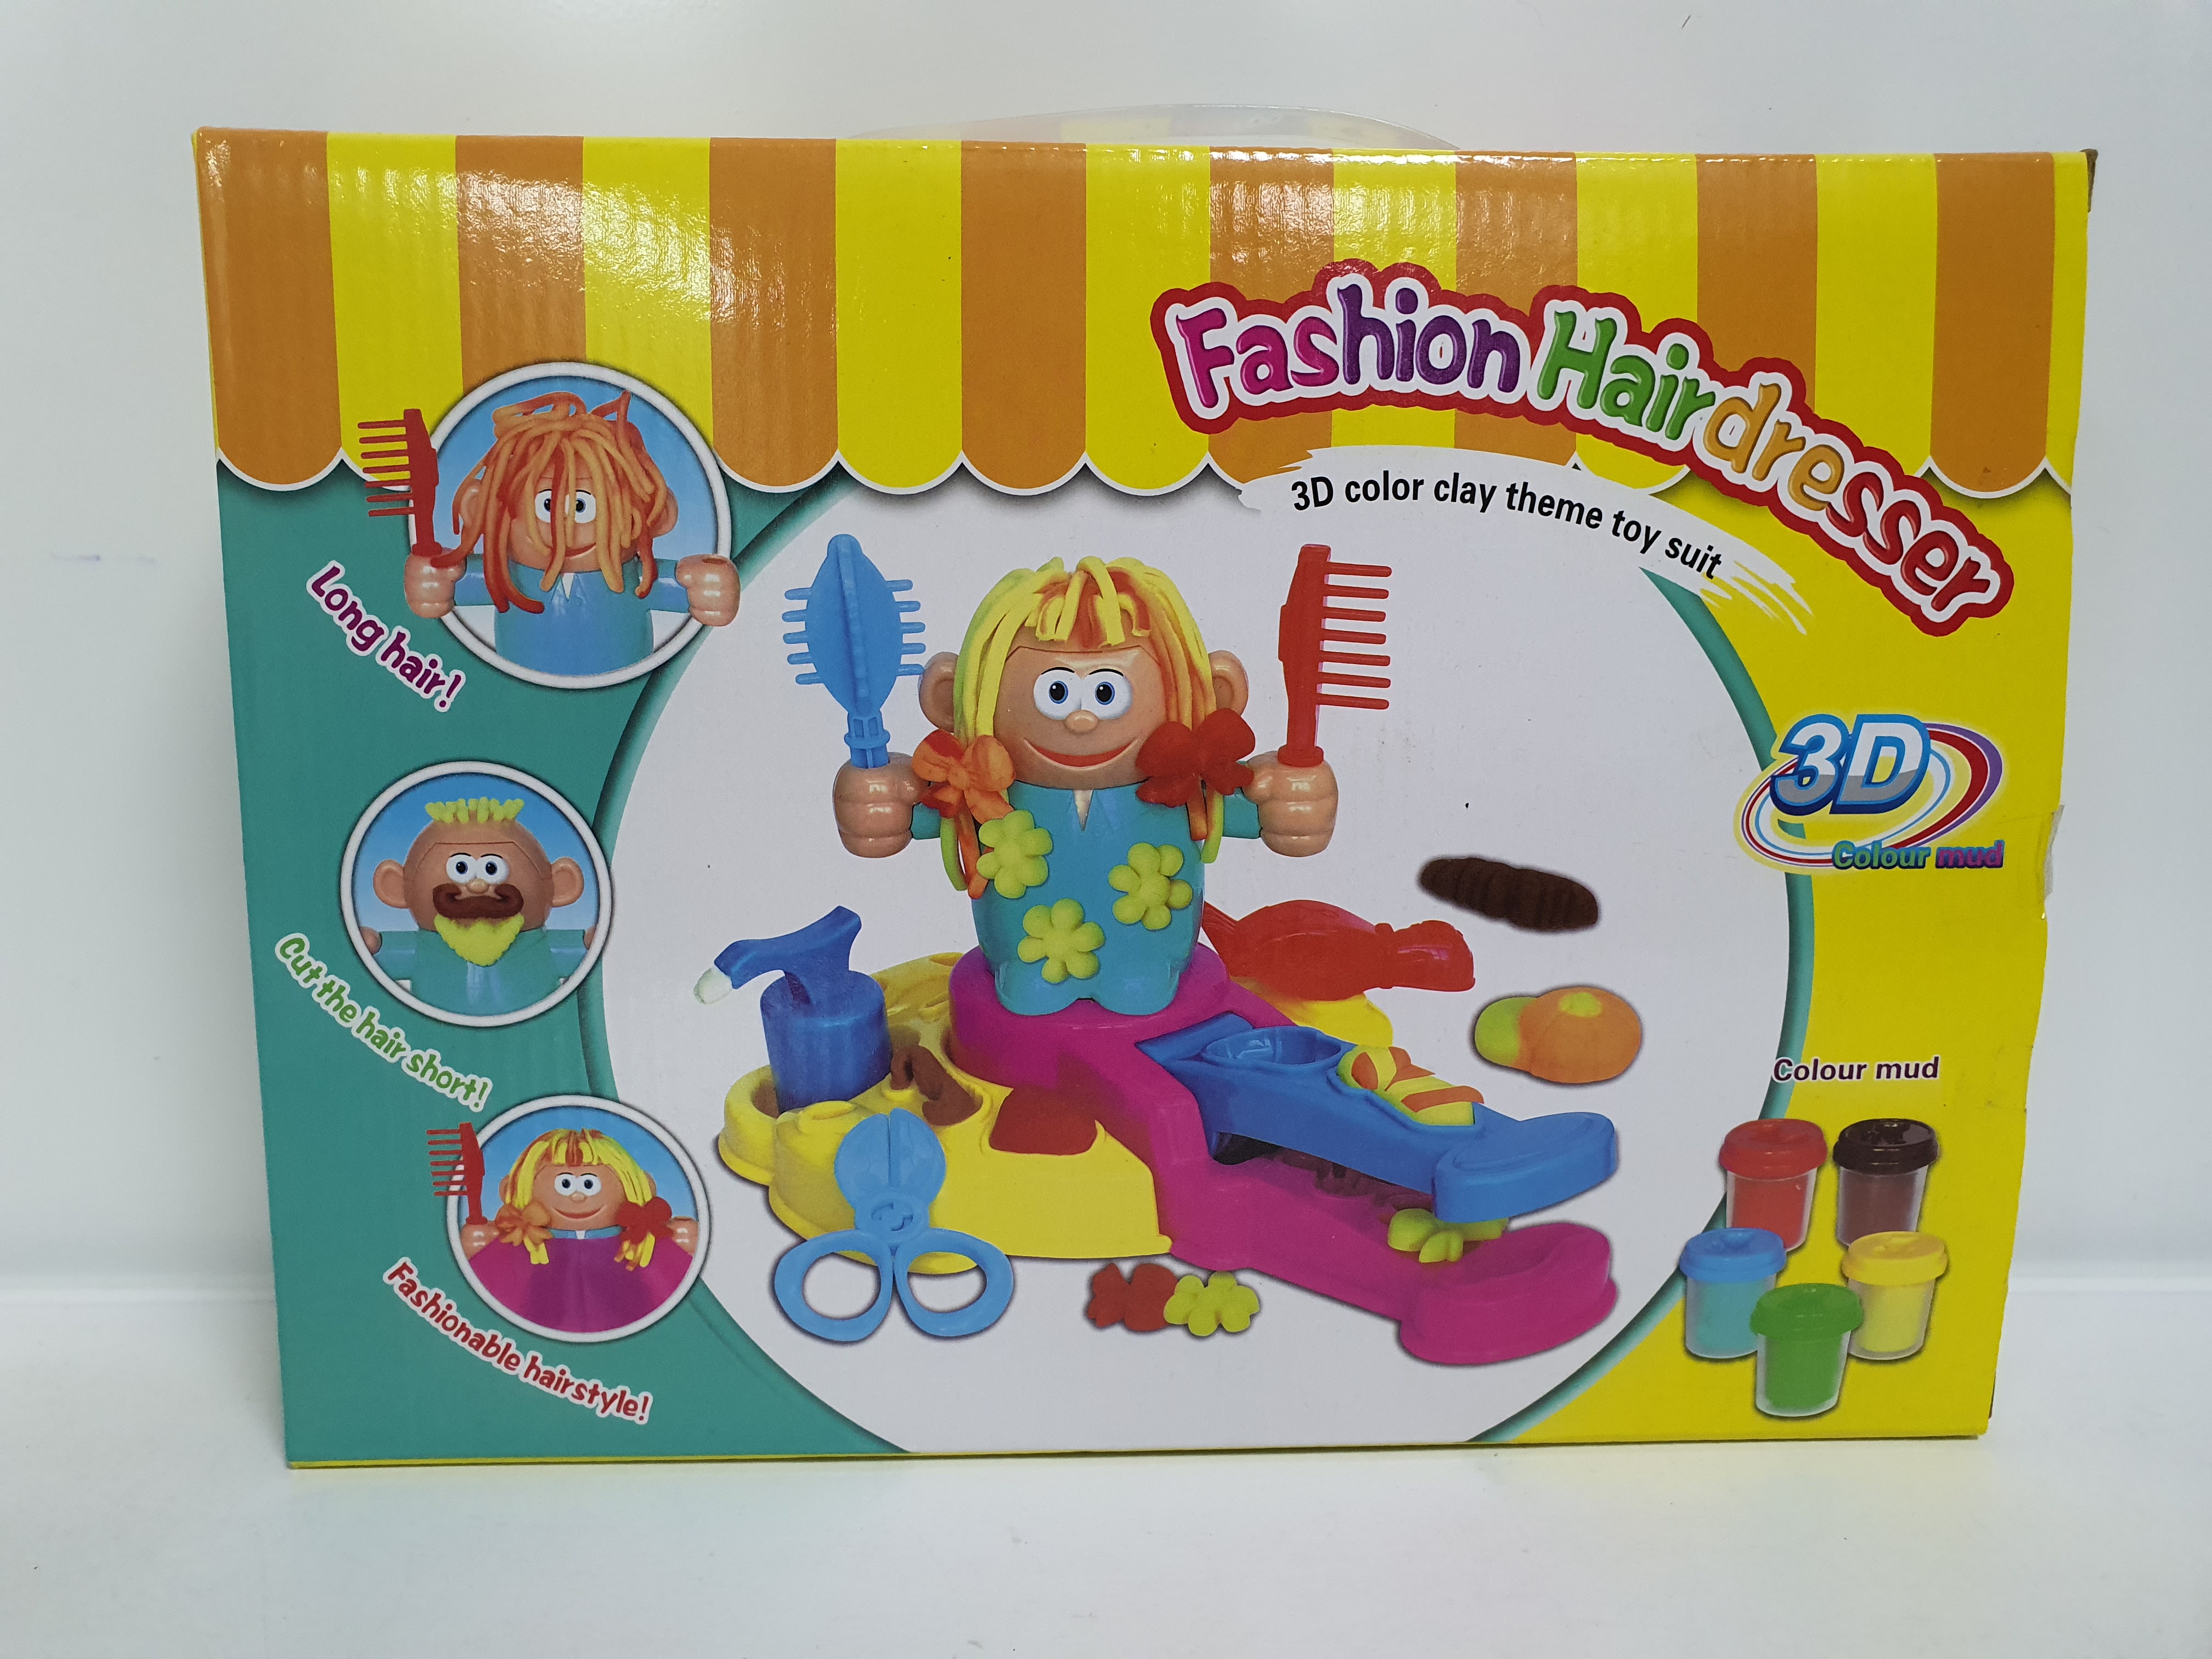 Fashion Hairdresser
3D color clay theme toy suit
Long hair!
3D
Colour mud
Cut the hair short!
Colour mud
Fashionable hairstyle!